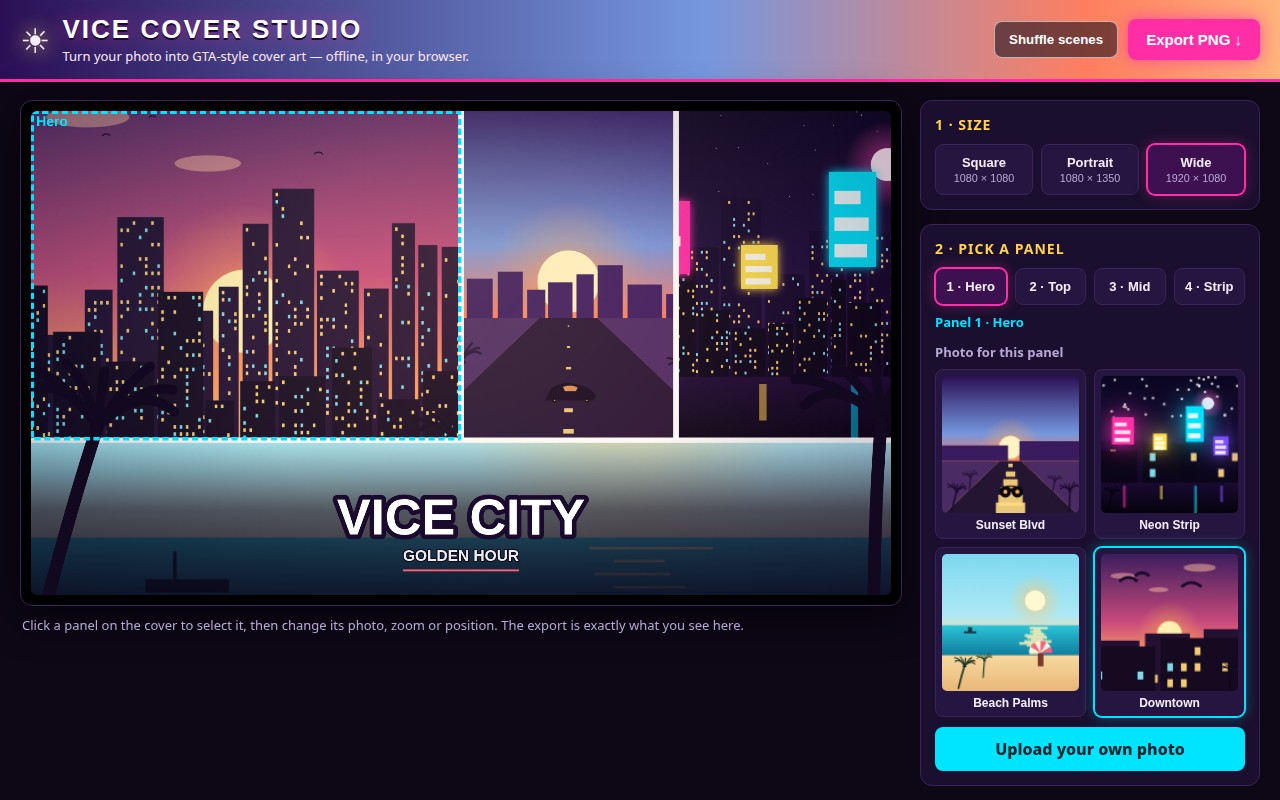 VICE COVER STUDIO
Turn your photo into GTA-style cover art — offline, in your browser.
Shuffle scenes
Export PNG ↓
Hero
VICE CITY
GOLDEN HOUR
Click a panel on the cover to select it, then change its photo, zoom or position. The export is exactly what you see here.
1 · SIZE
Square
1080 × 1080
Portrait
1080 × 1350
Wide
1920 × 1080
2 · PICK A PANEL
1 · Hero
2 · Top
3 · Mid
4 · Strip
Panel 1 · Hero
Photo for this panel
Sunset Blvd
Neon Strip
Beach Palms
Downtown
Upload your own photo